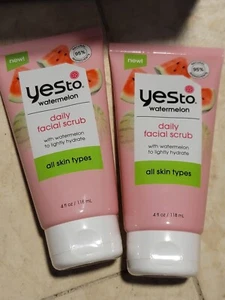 new!
95%
yes to
watermelon
daily
facial scrub
with watermelon
to lightly hydrate
all skin types
4 fl oz / 118 mL
new!
95%
yes to
watermelon
daily
facial scrub
with watermelon
to lightly hydrate
all skin types
4 fl oz / 118 mL